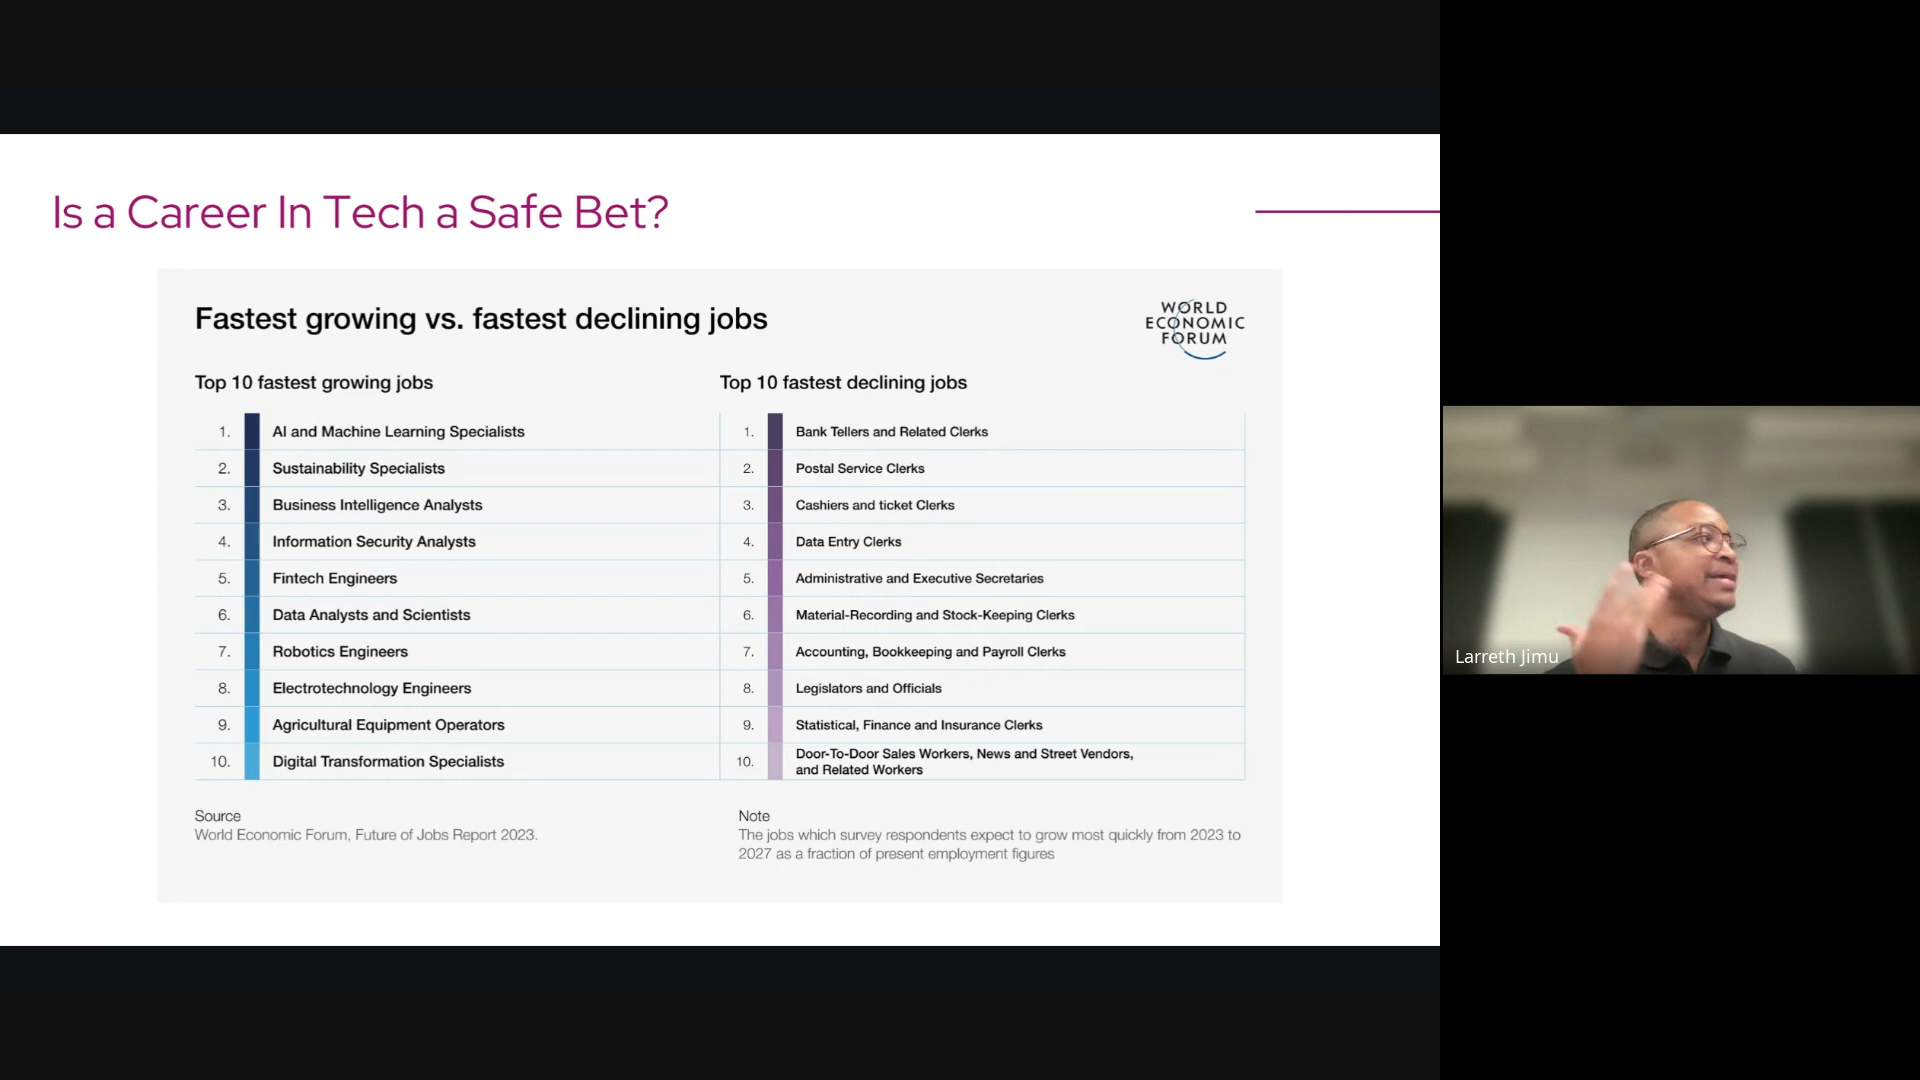 Is a Career In Tech a Safe Bet?
Fastest growing vs. fastest declining jobs
WORLD
ECONOMIC
FORUM
Top 10 fastest growing jobs
1. AI and Machine Learning Specialists
2. Sustainability Specialists
3. Business Intelligence Analysts
4. Information Security Analysts
5. Fintech Engineers
6. Data Analysts and Scientists
7. Robotics Engineers
8. Electrotechnology Engineers
9. Agricultural Equipment Operators
10. Digital Transformation Specialists
Top 10 fastest declining jobs
1. Bank Tellers and Related Clerks
2. Postal Service Clerks
3. Cashiers and ticket Clerks
4. Data Entry Clerks
5. Administrative and Executive Secretaries
6. Material-Recording and Stock-Keeping Clerks
7. Accounting, Bookkeeping and Payroll Clerks
8. Legislators and Officials
9. Statistical, Finance and Insurance Clerks
10. Door-To-Door Sales Workers, News and Street Vendors,
and Related Workers
Source
World Economic Forum, Future of Jobs Report 2023.
Note
The jobs which survey respondents expect to grow most quickly from 2023 to
2027 as a fraction of present employment figures
Larreth Jimu